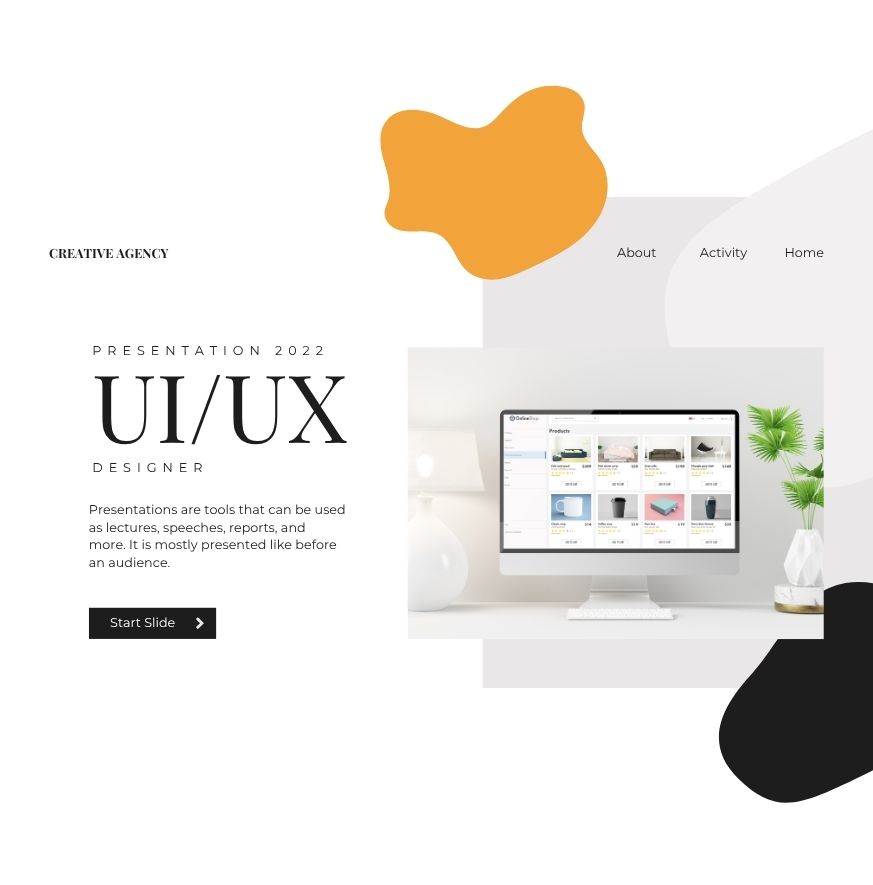 CREATIVE AGENCY
About Activity Home
PRESENTATION 2022
UI/UX
DESIGNER
Presentations are tools that can be used
as lectures, speeches, reports, and
more. It is mostly presented like before
an audience.
Start Slide
OnlineShop
Products